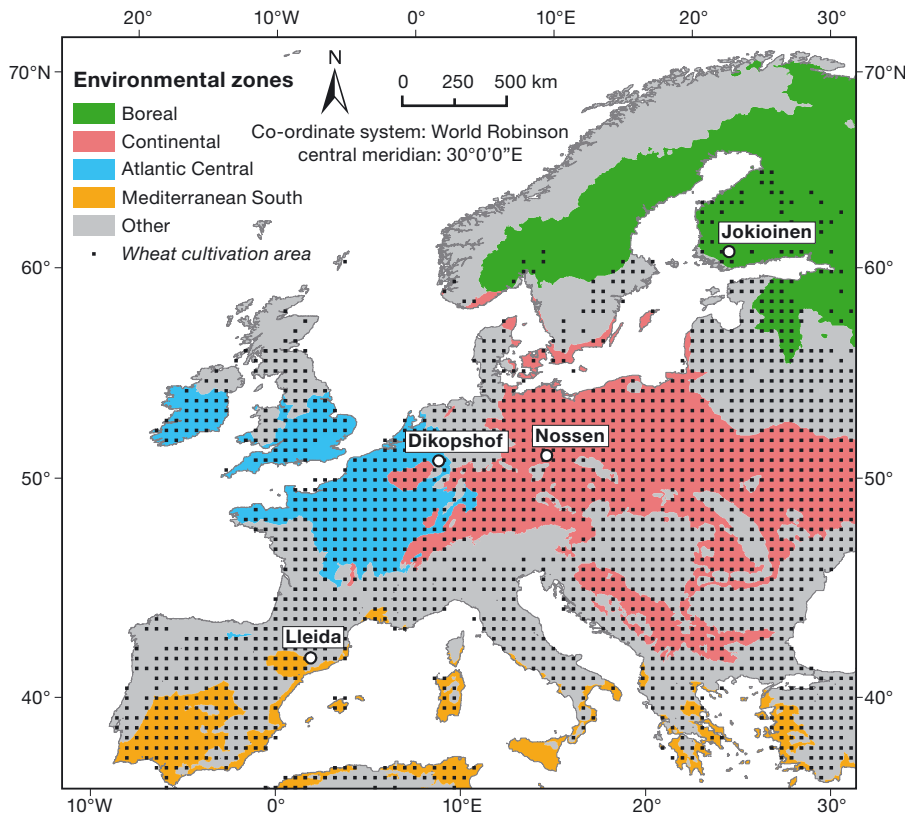 20°W 10°W 0° 10°E 20°E 30°
70°N 70°N
Environmental zones
Boreal
Continental
Atlantic Central
Mediterranean South
Other
Wheat cultivation area
N
0 250 500 km
Co-ordinate system: World Robinson
central meridian: 30°0'0"E
Jokioinen
60° 60°
Dikopshof
Nossen
50° 50°
Lleida
40° 40°
10°W 0° 10°E 20° 30°